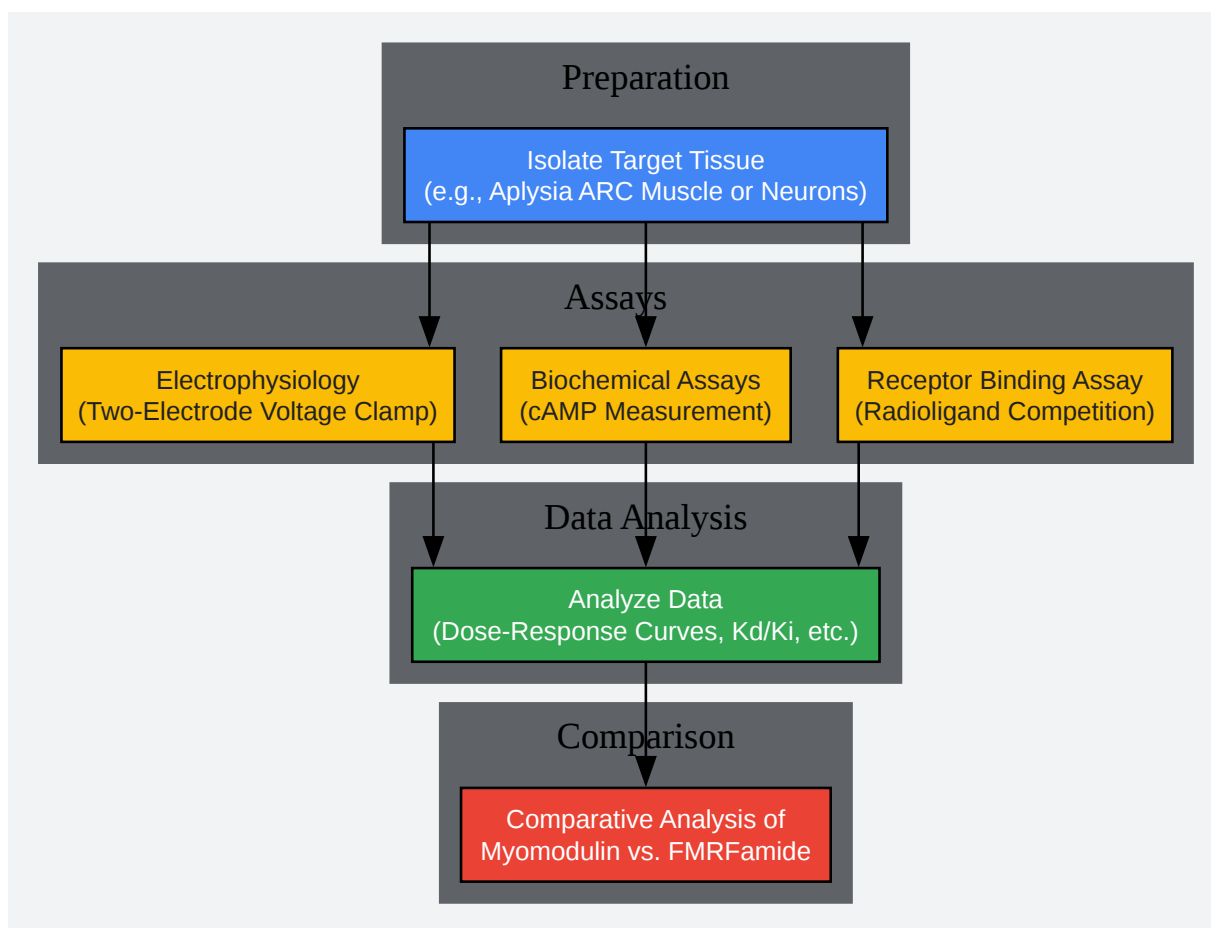 Preparation
Isolate Target Tissue
(e.g., Aplysia ARC Muscle or Neurons)
Assays
Electrophysiology
(Two-Electrode Voltage Clamp)
Biochemical Assays
(cAMP Measurement)
Receptor Binding Assay
(Radioligand Competition)
Data Analysis
Analyze Data
(Dose-Response Curves, Kd/Ki, etc.)
Comparison
Comparative Analysis of
Myomodulin vs. FMRFamide